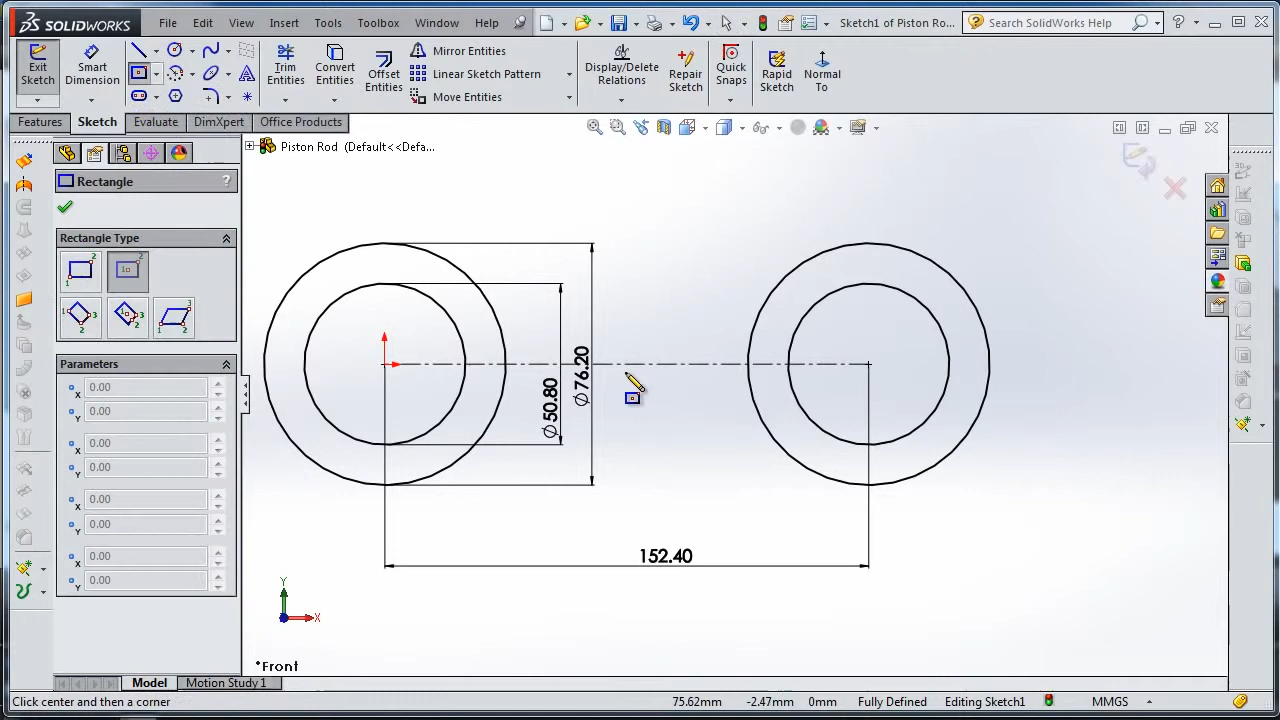 SOLIDWORKS File Edit View Insert Tools Toolbox Window Help Sketch1 of Piston Ro... Search SolidWorks Help
Exit Sketch
Smart Dimension
Trim Entities
Convert Entities
Offset Entities
Mirror Entities
Linear Sketch Pattern
Move Entities
Display/Delete Relations
Repair Sketch
Quick Snaps
Rapid Sketch
Normal To
Features Sketch Evaluate DimXpert Office Products
Piston Rod (Default<<Defa...
Rectangle ?
Rectangle Type
Parameters
X 0.00
Y 0.00
X 0.00
Y 0.00
X 0.00
Y 0.00
X 0.00
Y 0.00
∅50.80
∅76.20
152.40
Y
X
*Front
Model Motion Study 1
Click center and then a corner 75.62mm -2.47mm 0mm Fully Defined Editing Sketch1 MMGS